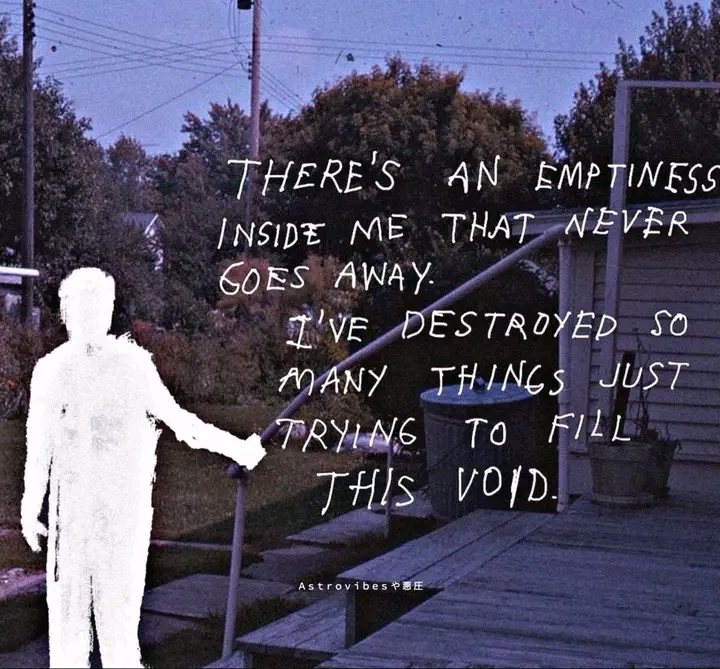 THERE'S AN EMPTINESS
INSIDE ME THAT NEVER
GOES AWAY.
I'VE DESTROYED SO
MANY THINGS JUST
TRYING TO FILL
THIS VOID.
Astrovibesや悪圧